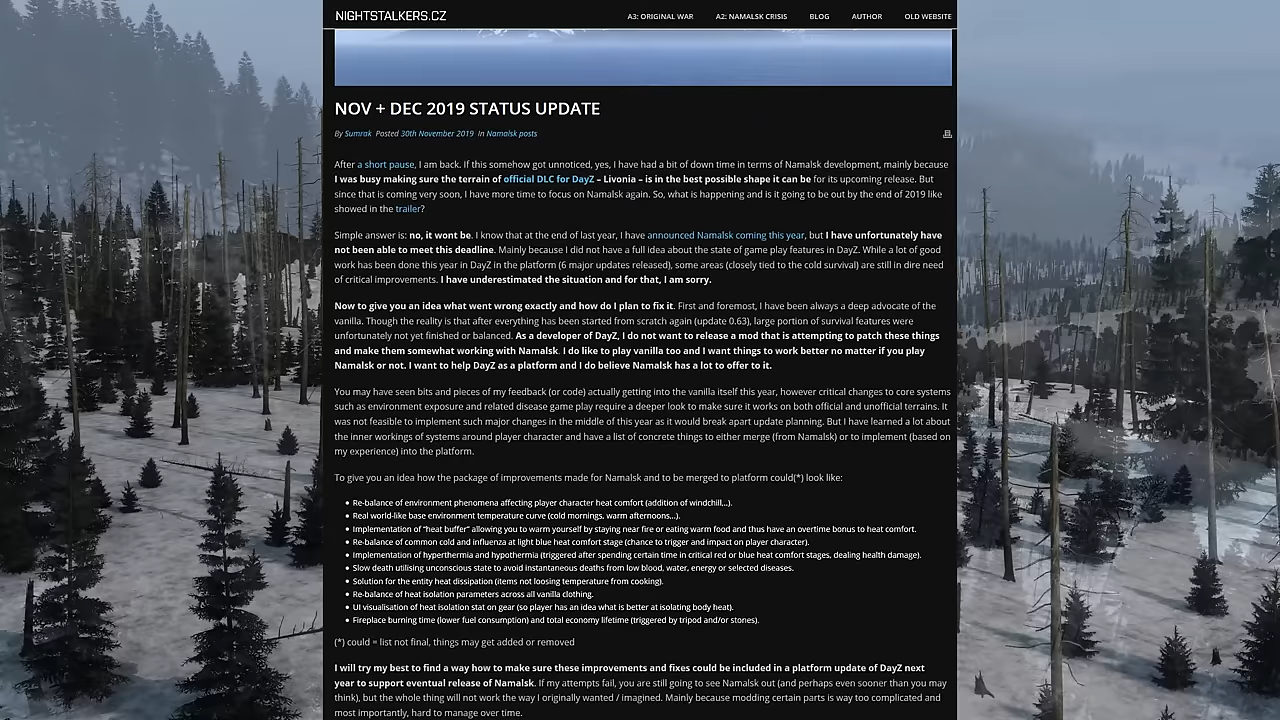 NIGHTSTALKERS.CZ
A3: ORIGINAL WAR
A2: NAMALSK CRISIS
BLOG
AUTHOR
OLD WEBSITE
NOV + DEC 2019 STATUS UPDATE
By Sumrak Posted 30th November 2019 In Namalsk posts
After a short pause, I am back. If this somehow got unnoticed, yes, I have had a bit of down time in terms of Namalsk development, mainly because
I was busy making sure the terrain of official DLC for DayZ – Livonia – is in the best possible shape it can be for its upcoming release. But
since that is coming very soon, I have more time to focus on Namalsk again. So, what is happening and is it going to be out by the end of 2019 like
showed in the trailer?
Simple answer is: no, it wont be. I know that at the end of last year, I have announced Namalsk coming this year, but I have unfortunately have
not been able to meet this deadline. Mainly because I did not have a full idea about the state of game play features in DayZ. While a lot of good
work has been done this year in DayZ in the platform (6 major updates released), some areas (closely tied to the cold survival) are still in dire need
of critical improvements. I have underestimated the situation and for that, I am sorry.
Now to give you an idea what went wrong exactly and how do I plan to fix it. First and foremost, I have been always a deep advocate of the
vanilla. Though the reality is that after everything has been started from scratch again (update 0.63), large portion of survival features were
unfortunately not yet finished or balanced. As a developer of DayZ, I do not want to release a mod that is attempting to patch these things
and make them somewhat working with Namalsk. I do like to play vanilla too and I want things to work better no matter if you play
Namalsk or not. I want to help DayZ as a platform and I do believe Namalsk has a lot to offer to it.
You may have seen bits and pieces of my feedback (or code) actually getting into the vanilla itself this year, however critical changes to core systems
such as environment exposure and related disease game play require a deeper look to make sure it works on both official and unofficial terrains. It
was not feasible to implement such major changes in the middle of this year as it would break apart update planning. But I have learned a lot about
the inner workings of systems around player character and have a list of concrete things to either merge (from Namalsk) or to implement (based on
my experience) into the platform.
To give you an idea how the package of improvements made for Namalsk and to be merged to platform could(*) look like:
• Re-balance of environment phenomena affecting player character heat comfort (addition of windchill...).
• Real world-like base environment temperature curve (cold mornings, warm afternoons...).
• Implementation of "heat buffer" allowing you to warm yourself by staying near fire or eating warm food and thus have an overtime bonus to heat comfort.
• Re-balance of common cold and influenza at light blue heat comfort stage (chance to trigger and impact on player character).
• Implementation of hyperthermia and hypothermia (triggered after spending certain time in critical red or blue heat comfort stages, dealing health damage).
• Slow death utilising unconscious state to avoid instantaneous deaths from low blood, water, energy or selected diseases.
• Solution for the entity heat dissipation (items not loosing temperature from cooking).
• Re-balance of heat isolation parameters across all vanilla clothing.
• UI visualisation of heat isolation stat on gear (so player has an idea what is better at isolating body heat).
• Fireplace burning time (lower fuel consumption) and total economy lifetime (triggered by tripod and/or stones).
(*) could = list not final, things may get added or removed
I will try my best to find a way how to make sure these improvements and fixes could be included in a platform update of DayZ next
year to support eventual release of Namalsk. If my attempts fail, you are still going to see Namalsk out (and perhaps even sooner than you may
think), but the whole thing will not work the way I originally wanted / imagined. Mainly because modding certain parts is way too complicated and
most importantly, hard to manage over time.